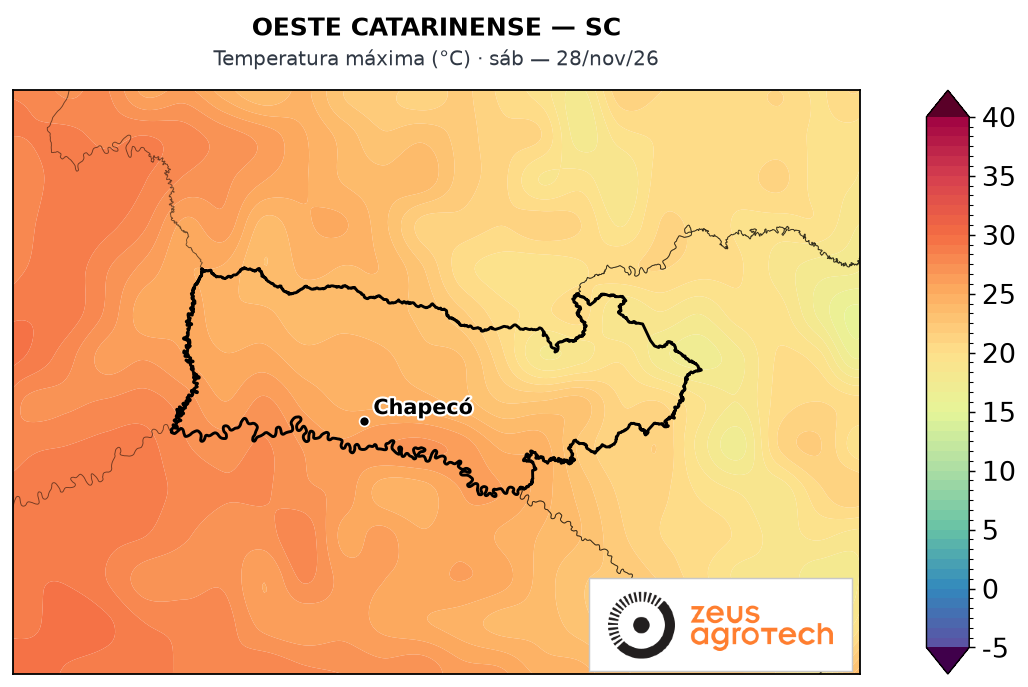 OESTE CATARINENSE — SC
Temperatura máxima (°C) · sáb — 28/nov/26
40
35
30
25
20
15
10
5
0
-5
Chapecó
zeus
agrotech